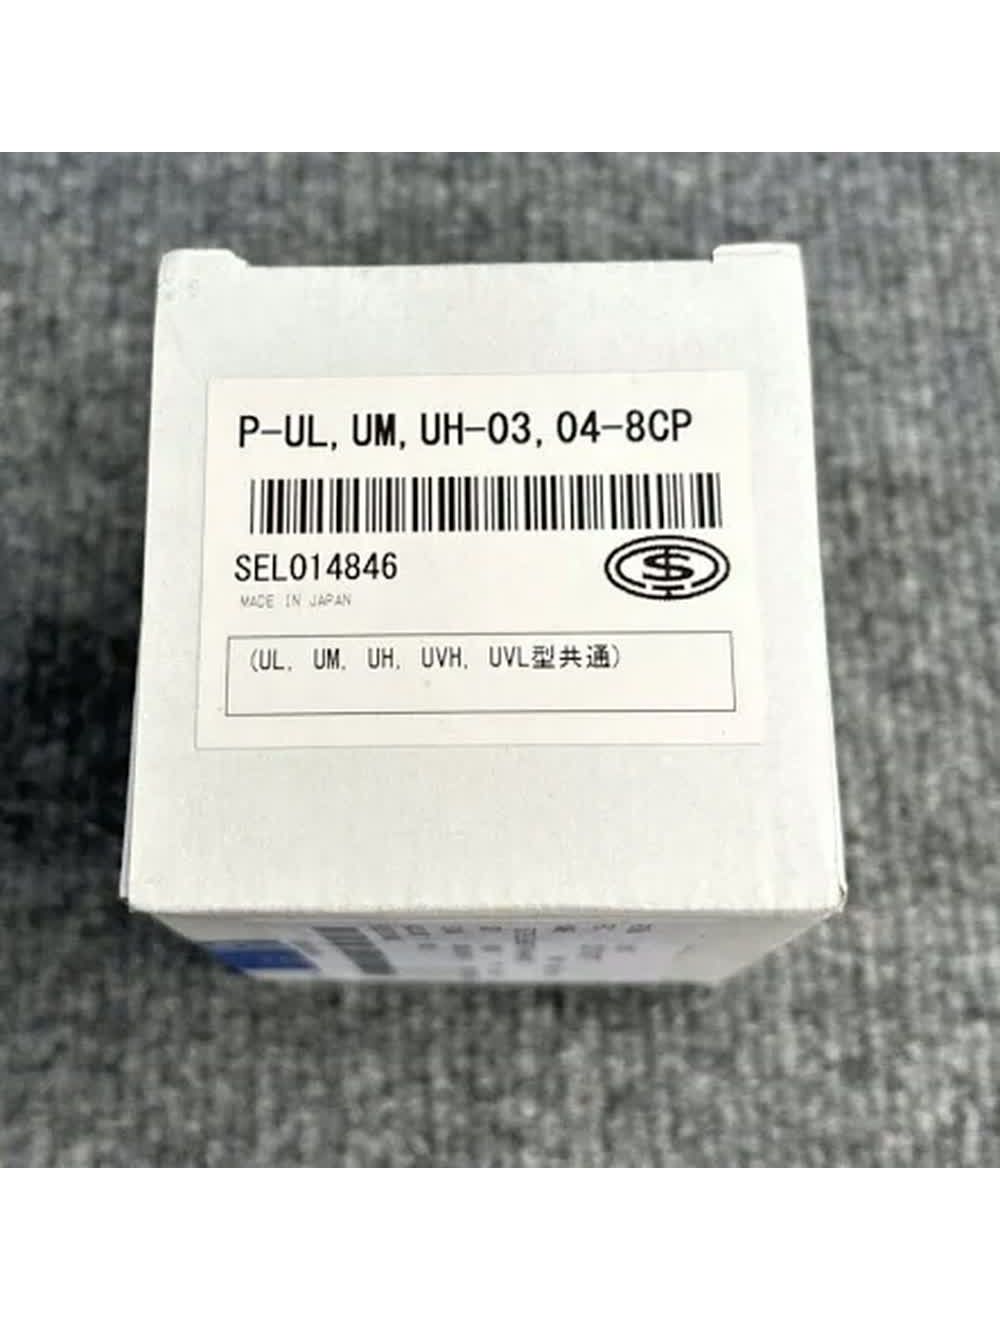 P-UL, UM, UH-03, 04-8CP
SEL014846
MADE IN JAPAN
(UL, UM, UH, UVH, UVL型共通)